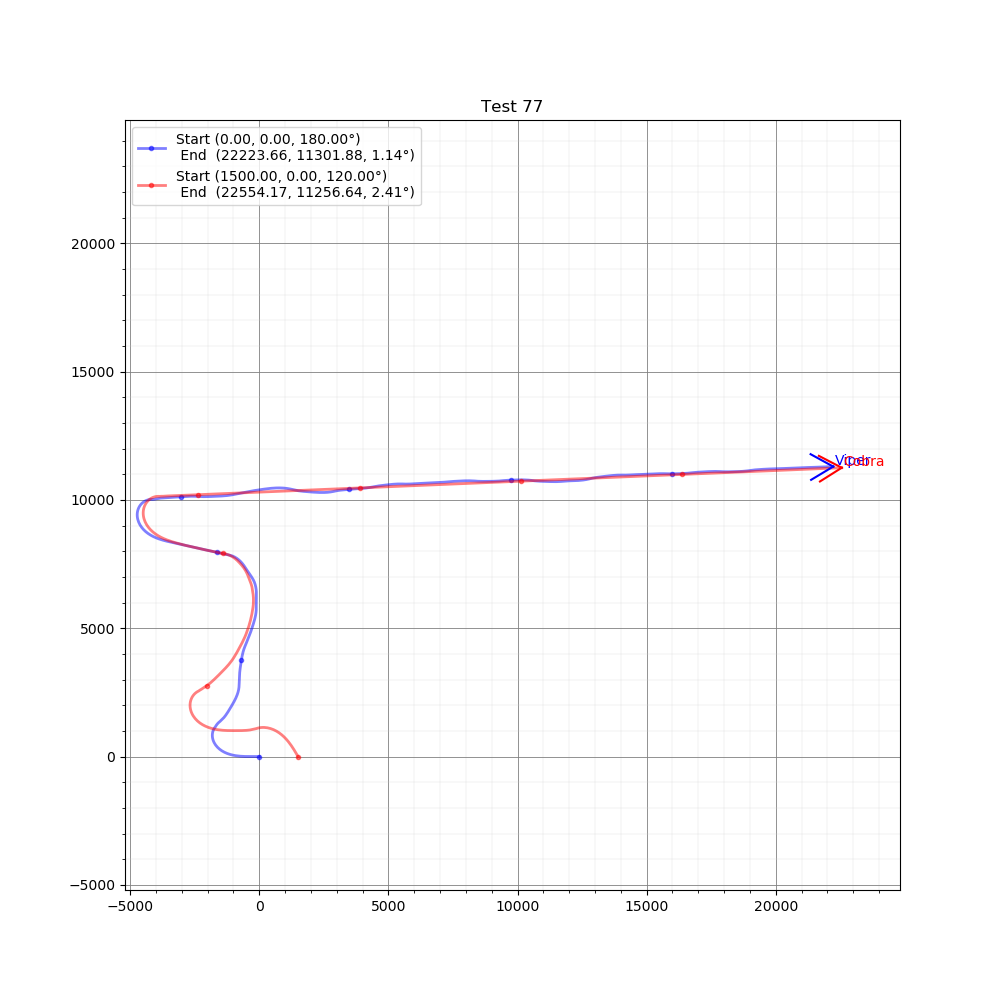 Test 77
Start (0.00, 0.00, 180.00°)
End (22223.66, 11301.88, 1.14°)
Start (1500.00, 0.00, 120.00°)
End (22554.17, 11256.64, 2.41°)
20000
15000
10000
5000
0
−5000
Viper
Cobra
−5000 0 5000 10000 15000 20000